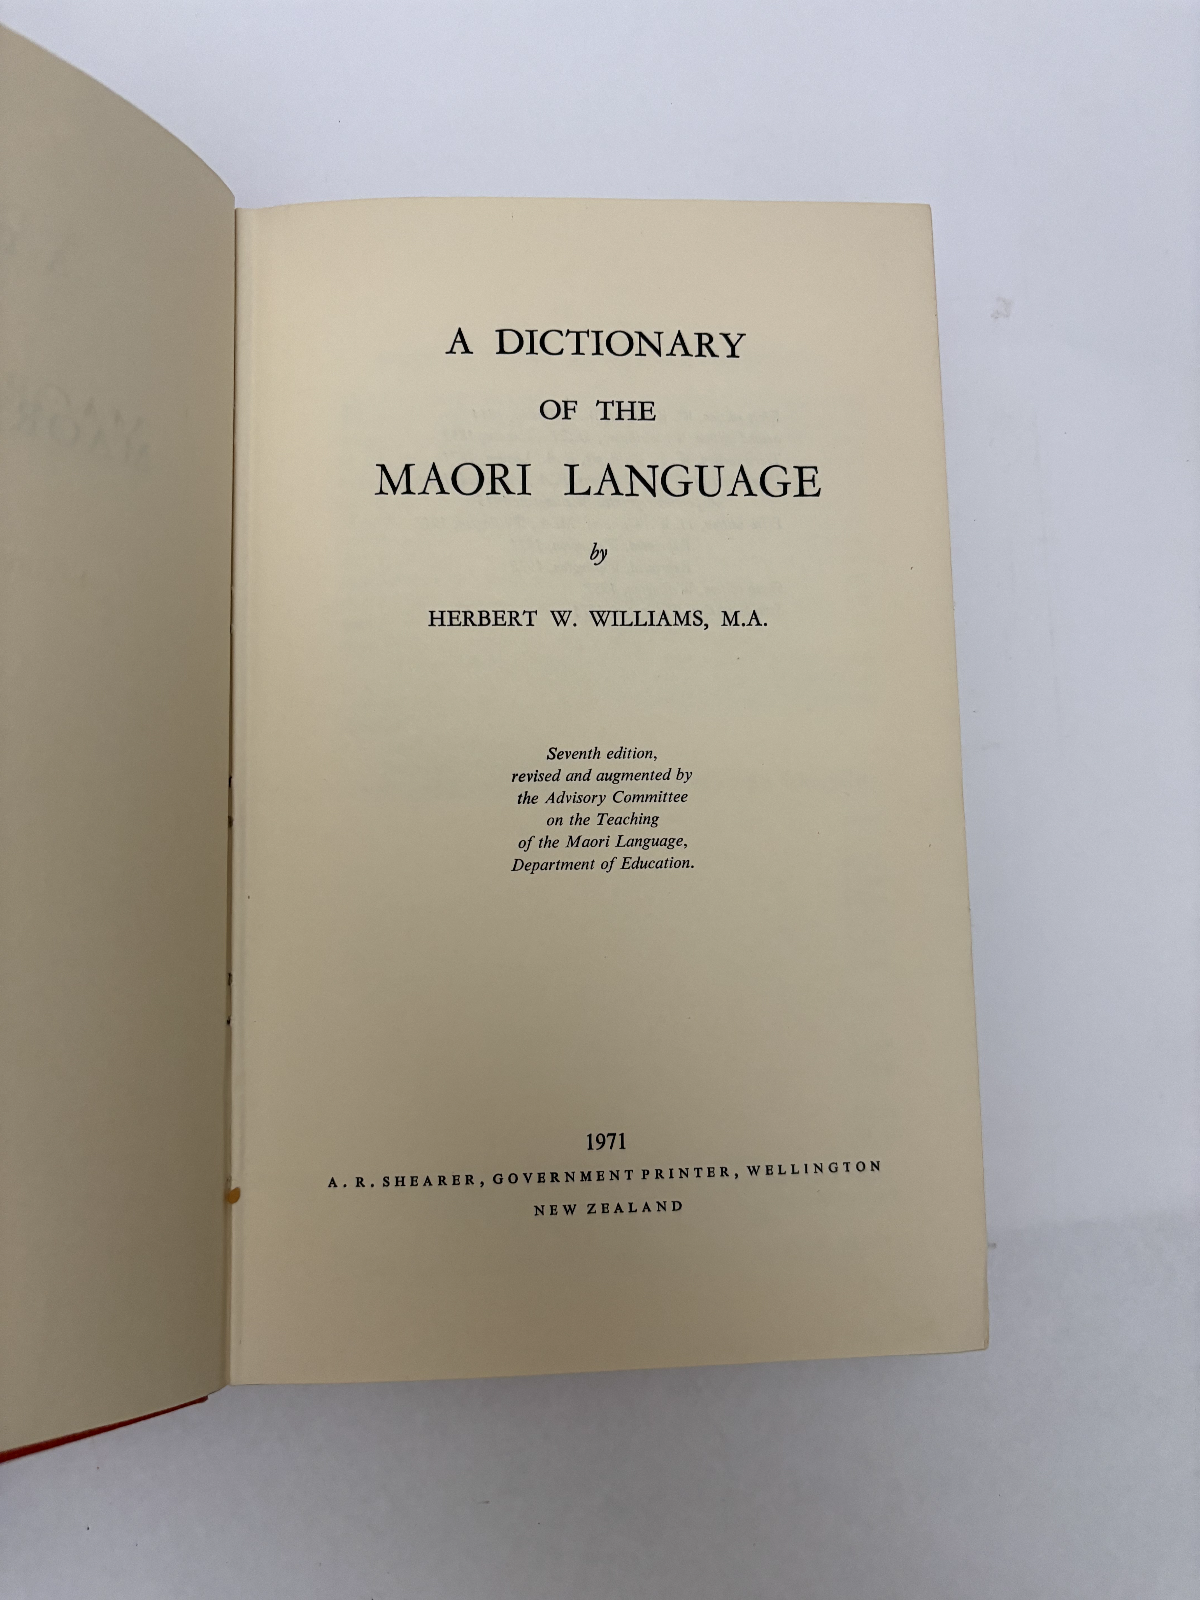 A DICTIONARY
OF THE
MAORI LANGUAGE
by
HERBERT W. WILLIAMS, M.A.
Seventh edition,
revised and augmented by
the Advisory Committee
on the Teaching
of the Maori Language,
Department of Education.
1971
A. R. SHEARER, GOVERNMENT PRINTER, WELLINGTON
NEW ZEALAND